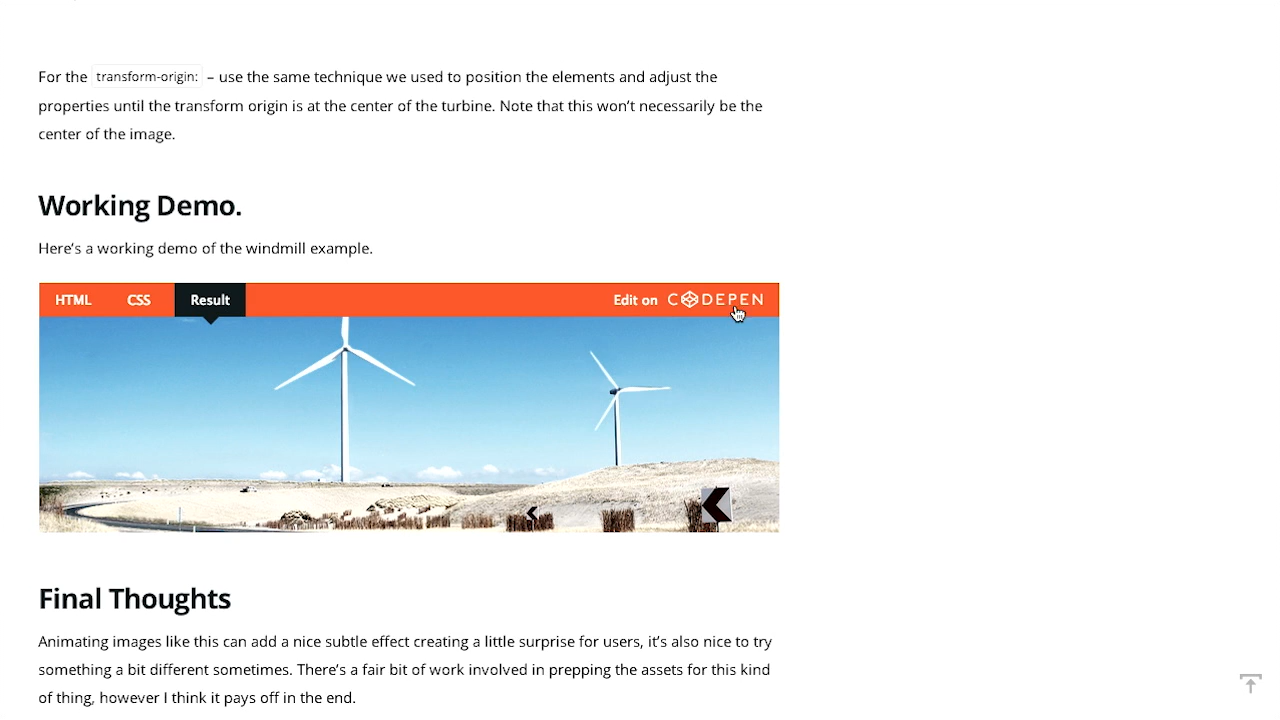 For the transform-origin: – use the same technique we used to position the elements and adjust the
properties until the transform origin is at the center of the turbine. Note that this won't necessarily be the
center of the image.
Working Demo.
Here's a working demo of the windmill example.
HTML CSS Result Edit on CODEPEN
Final Thoughts
Animating images like this can add a nice subtle effect creating a little surprise for users, it's also nice to try
something a bit different sometimes. There's a fair bit of work involved in prepping the assets for this kind
of thing, however I think it pays off in the end.